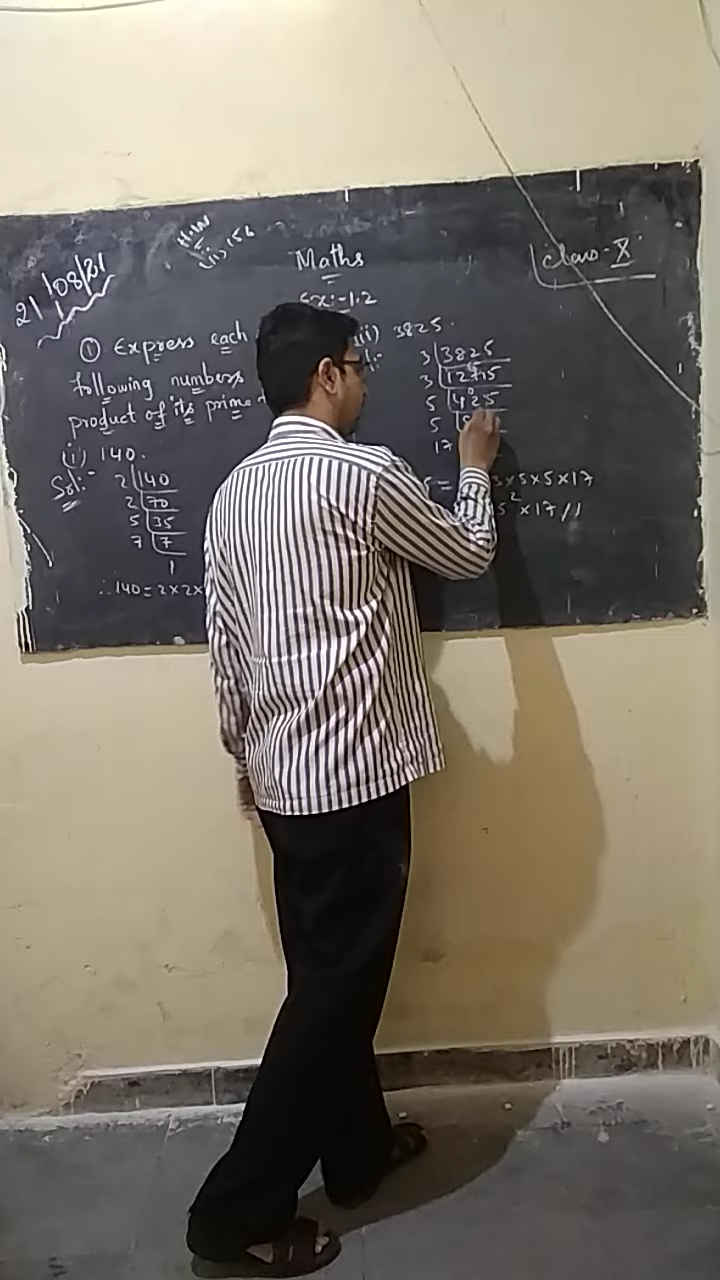 21/08/21
H.W
(ii) 156
Maths
Class-X
Ex:-1.2
① Express each
following numbers
product of its prime
(i) 140.
Sol:-
2 140
2 70
5 35
7 7
1
∴ 140 = 2×2×
(iii) 3825.
3 3825
3 1275
5 425
5
17
5 = 3×5×5×17
5²×17//